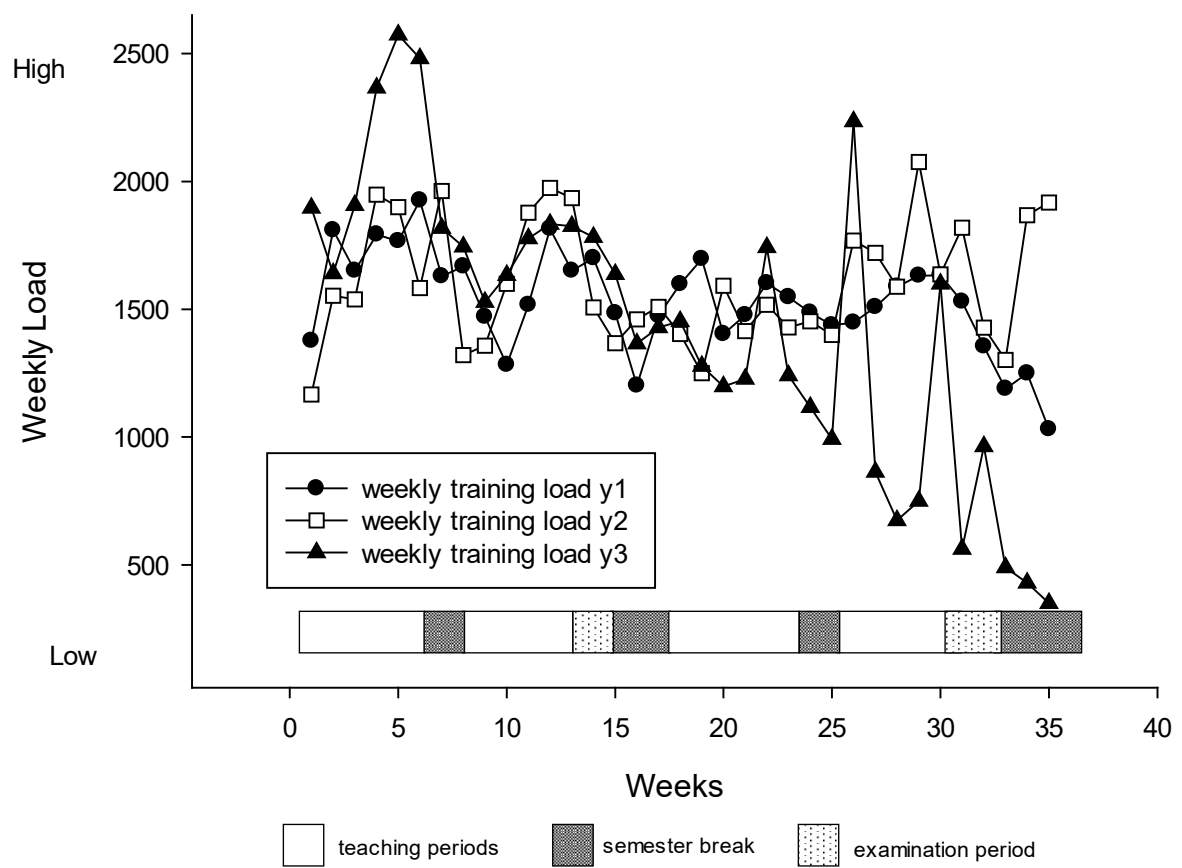 High
2500
2000
1500
1000
500
Low
Weekly Load
weekly training load y1
weekly training load y2
weekly training load y3
0 5 10 15 20 25 30 35 40
Weeks
teaching periods semester break examination period